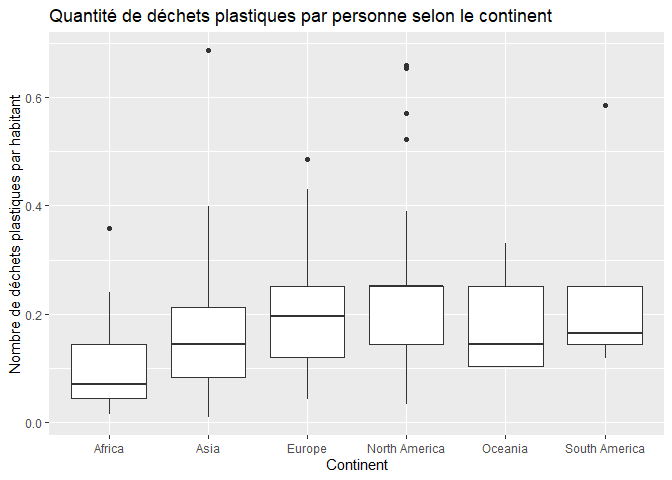 Quantité de déchets plastiques par personne selon le continent
Nombre de déchets plastiques par habitant
0.6
0.4
0.2
0.0
Africa Asia Europe North America Oceania South America
Continent